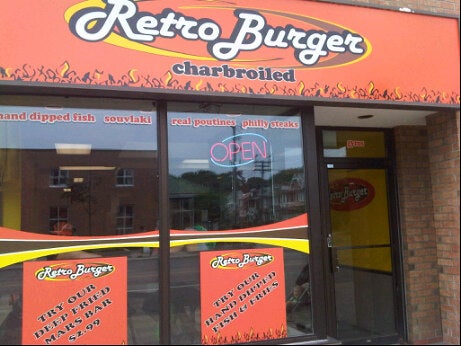 Retro Burger
charbroiled
hand dipped fish souvlaki real poutines philly steaks
OPEN
Retro Burger
Retro Burger
TRY OUR
DEEP FRIED
MARS BAR
$2.99
Retro Burger
TRY OUR
HAND DIPPED
FISH & FRIES